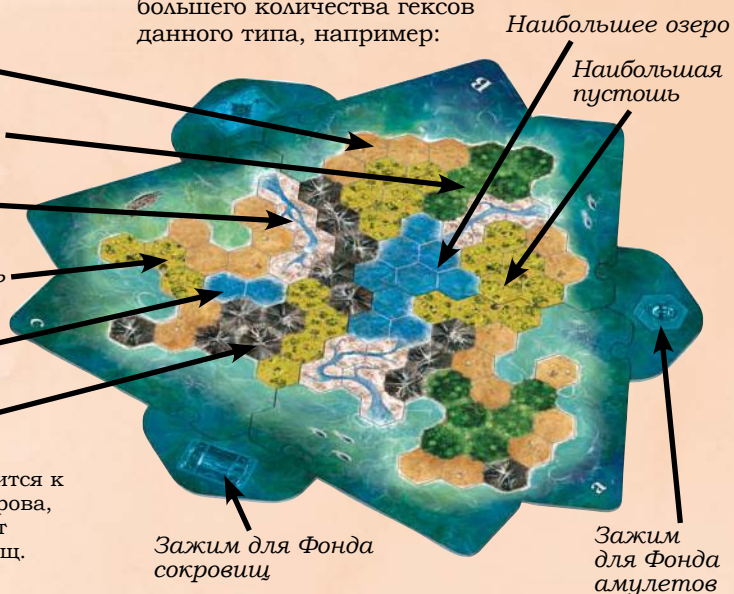 большего количества гексов
данного типа, например:
Наибольшее озеро
Наибольшая
пустошь
ь
B
c
a
ится к
рова,
т
щ.
Зажим для Фонда
сокровищ
Зажим
для Фонда
амулетов